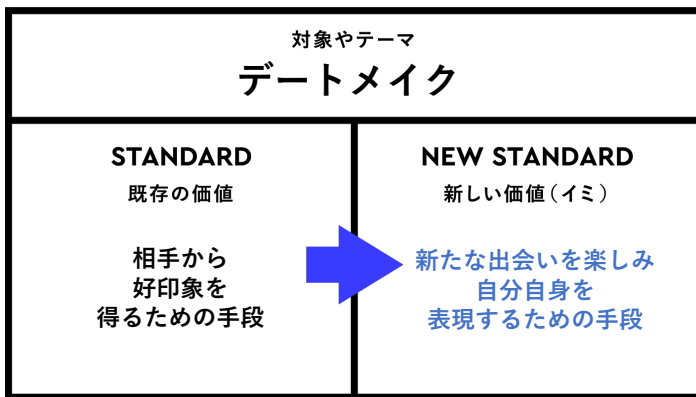 対象やテーマ
デートメイク
STANDARD
既存の価値
相手から
好印象を
得るための手段
NEW STANDARD
新しい価値(イミ)
新たな出会いを楽しみ
自分自身を
表現するための手段